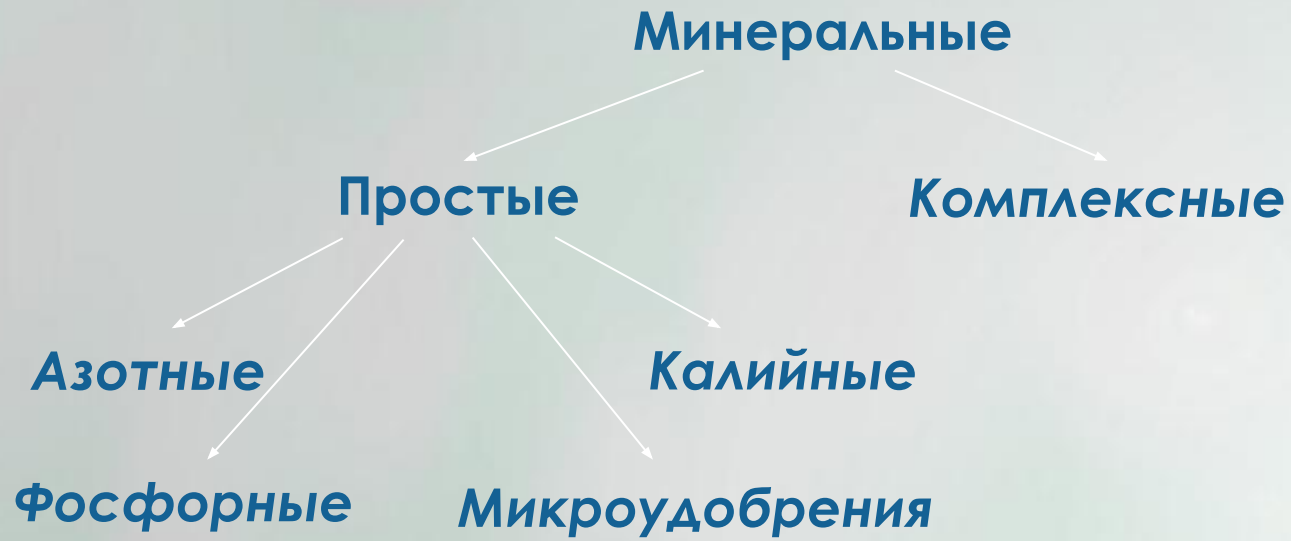 Минеральные
Простые
Комплексные
Азотные
Калийные
Фосфорные
Микроудобрения